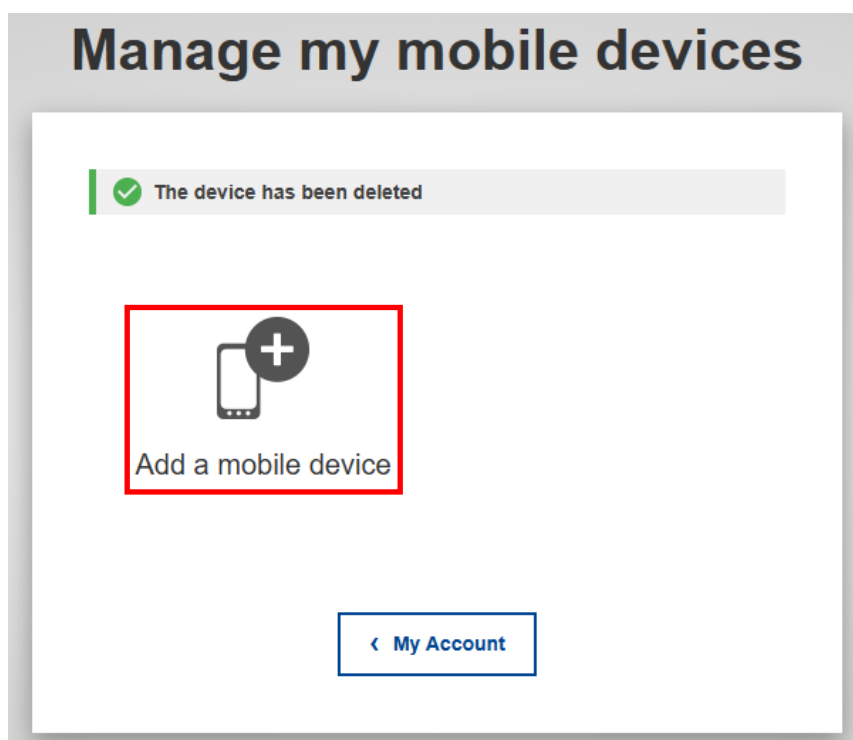 Manage my mobile devices
The device has been deleted
Add a mobile device
‹ My Account